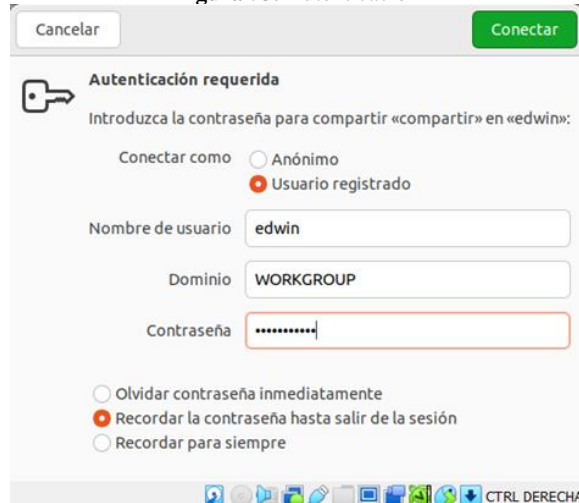 Cancelar
Conectar
Autenticación requerida
Introduzca la contraseña para compartir «compartir» en «edwin»:
Conectar como
Anónimo
Usuario registrado
Nombre de usuario edwin
Dominio WORKGROUP
Contraseña •••••••••••
Olvidar contraseña inmediatamente
Recordar la contraseña hasta salir de la sesión
Recordar para siempre
CTRL DERECHA